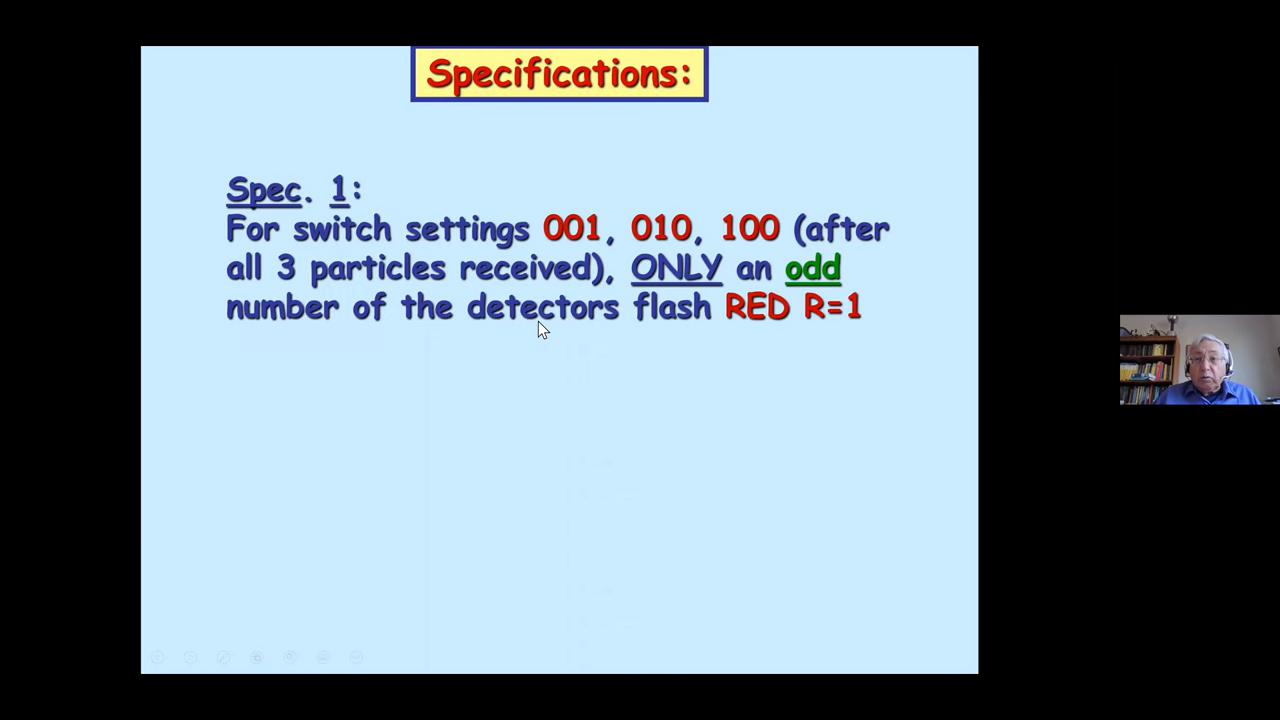 Specifications:
Spec. 1:
For switch settings 001, 010, 100 (after
all 3 particles received), ONLY an odd
number of the detectors flash RED R=1